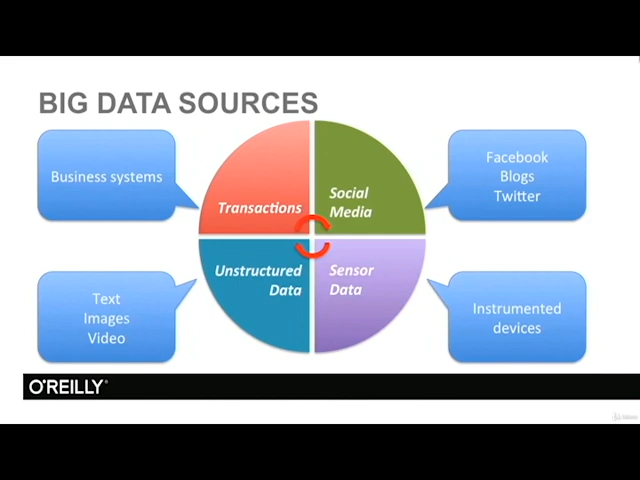 BIG DATA SOURCES
Business systems
Transactions
Social
Media
Facebook
Blogs
Twitter
Unstructured
Data
Sensor
Data
Text
Images
Video
Instrumented
devices
O'REILLY®